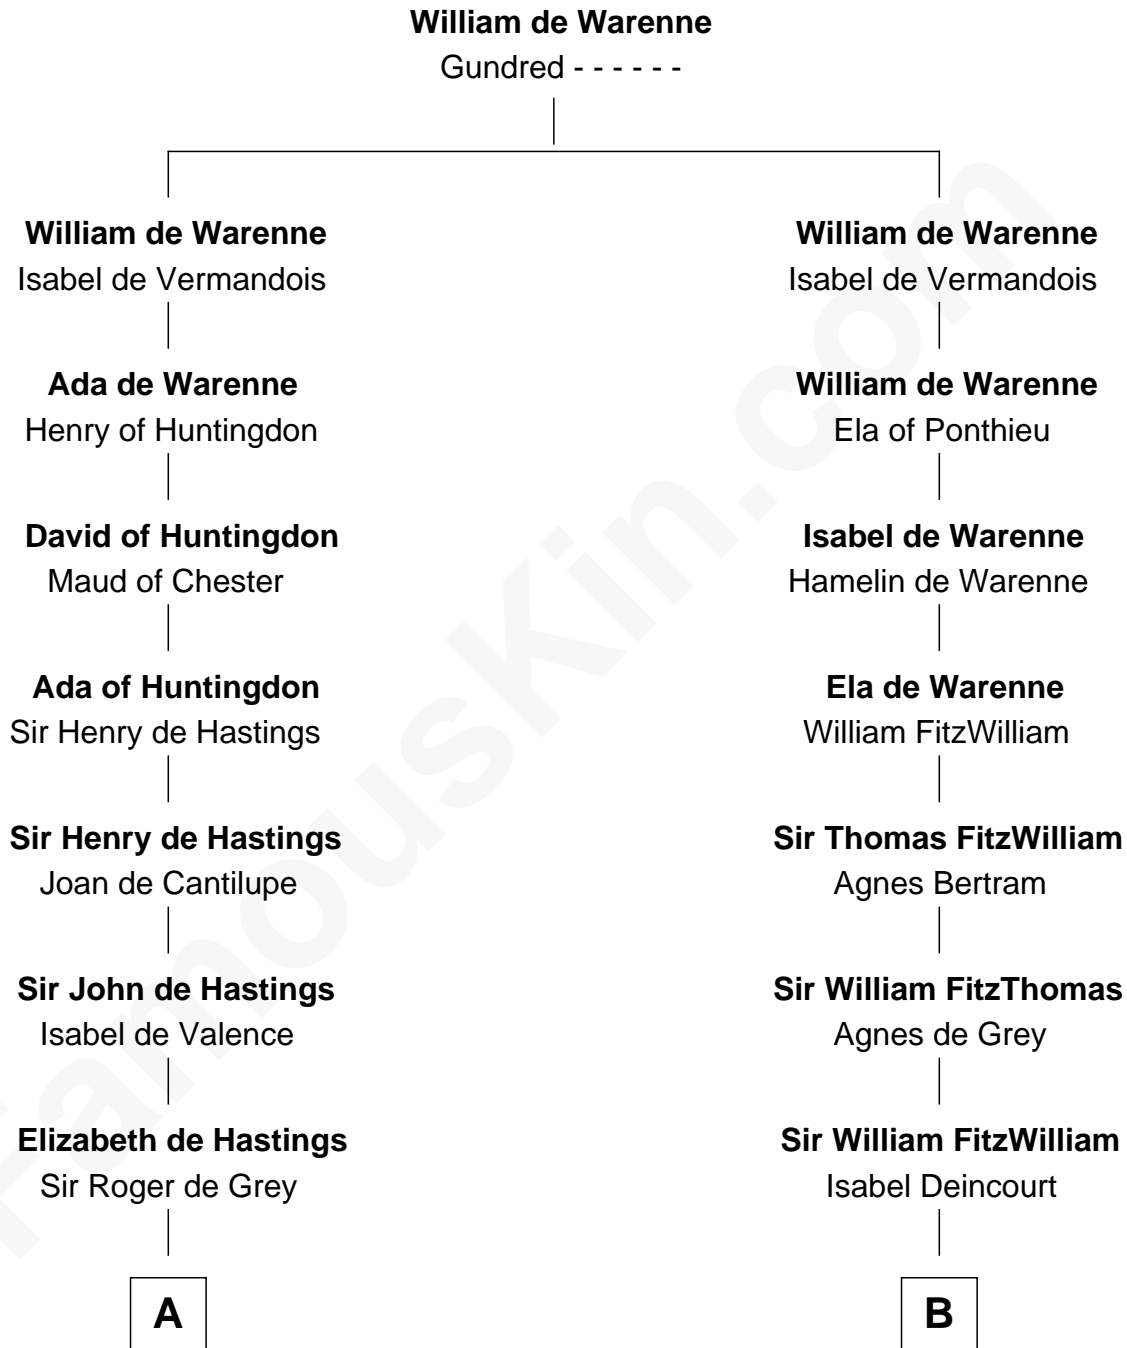 William de Warenne
Gundred - - - - - -
William de Warenne
Isabel de Vermandois
William de Warenne
Isabel de Vermandois
Ada de Warenne
Henry of Huntingdon
William de Warenne
Ela of Ponthieu
David of Huntingdon
Maud of Chester
Isabel de Warenne
Hamelin de Warenne
Ada of Huntingdon
Sir Henry de Hastings
Ela de Warenne
William FitzWilliam
Sir Henry de Hastings
Joan de Cantilupe
Sir Thomas FitzWilliam
Agnes Bertram
Sir John de Hastings
Isabel de Valence
Sir William FitzThomas
Agnes de Grey
Elizabeth de Hastings
Sir Roger de Grey
Sir William FitzWilliam
Isabel Deincourt
A
B
FamousKin.com